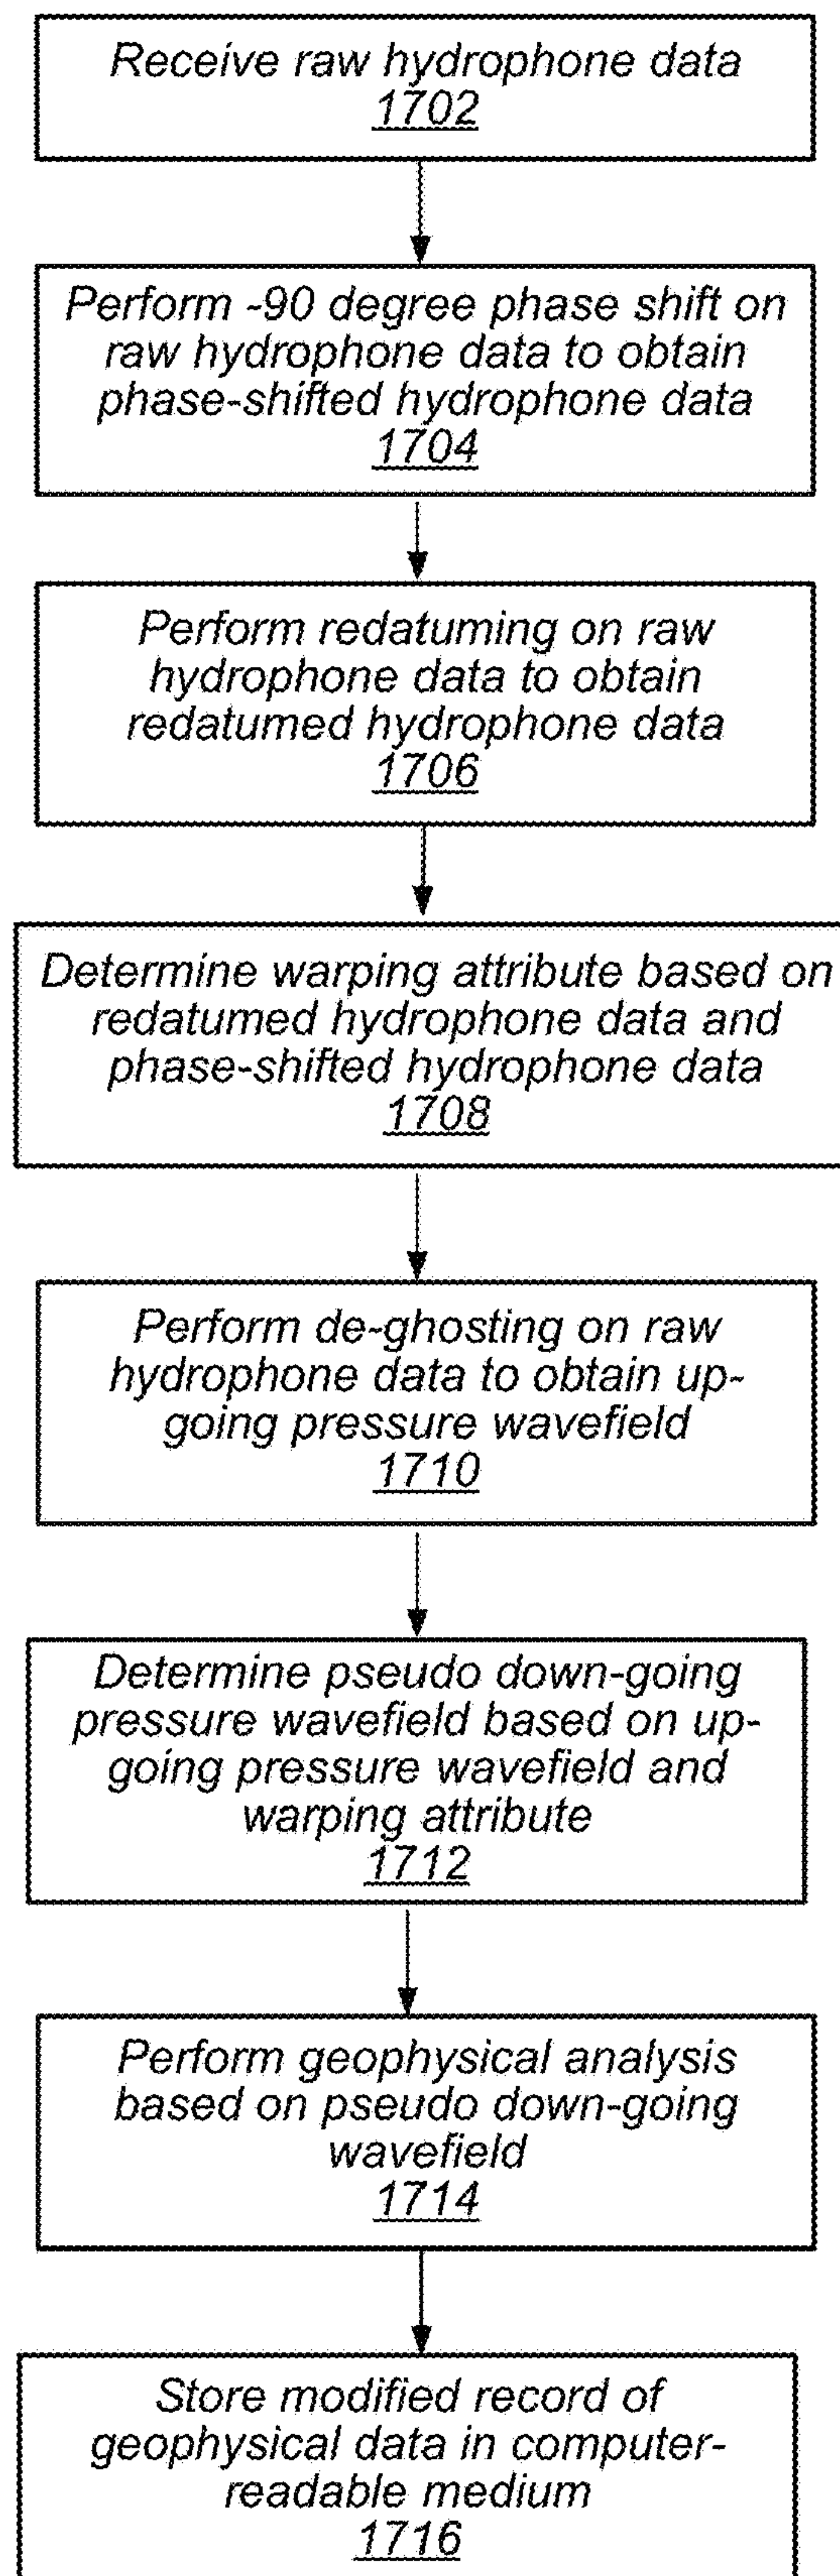 Receive raw hydrophone data
1702
Perform -90 degree phase shift on
raw hydrophone data to obtain
phase-shifted hydrophone data
1704
Perform redatuming on raw
hydrophone data to obtain
redatumed hydrophone data
1706
Determine warping attribute based on
redatumed hydrophone data and
phase-shifted hydrophone data
1708
Perform de-ghosting on raw
hydrophone data to obtain up-
going pressure wavefield
1710
Determine pseudo down-going
pressure wavefield based on up-
going pressure wavefield and
warping attribute
1712
Perform geophysical analysis
based on pseudo down-going
wavefield
1714
Store modified record of
geophysical data in computer-
readable medium
1716